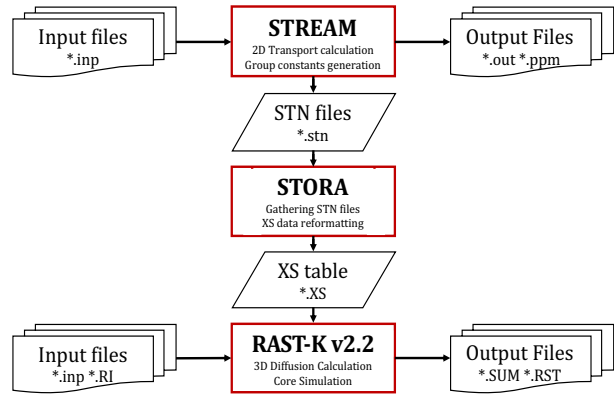 Input files
*.inp
STREAM
2D Transport calculation
Group constants generation
Output Files
*.out *.ppm
STN files
*.stn
STORA
Gathering STN files
XS data reformatting
XS table
*.XS
Input files
*.inp *.RI
RAST-K v2.2
3D Diffusion Calculation
Core Simulation
Output Files
*.SUM *.RST